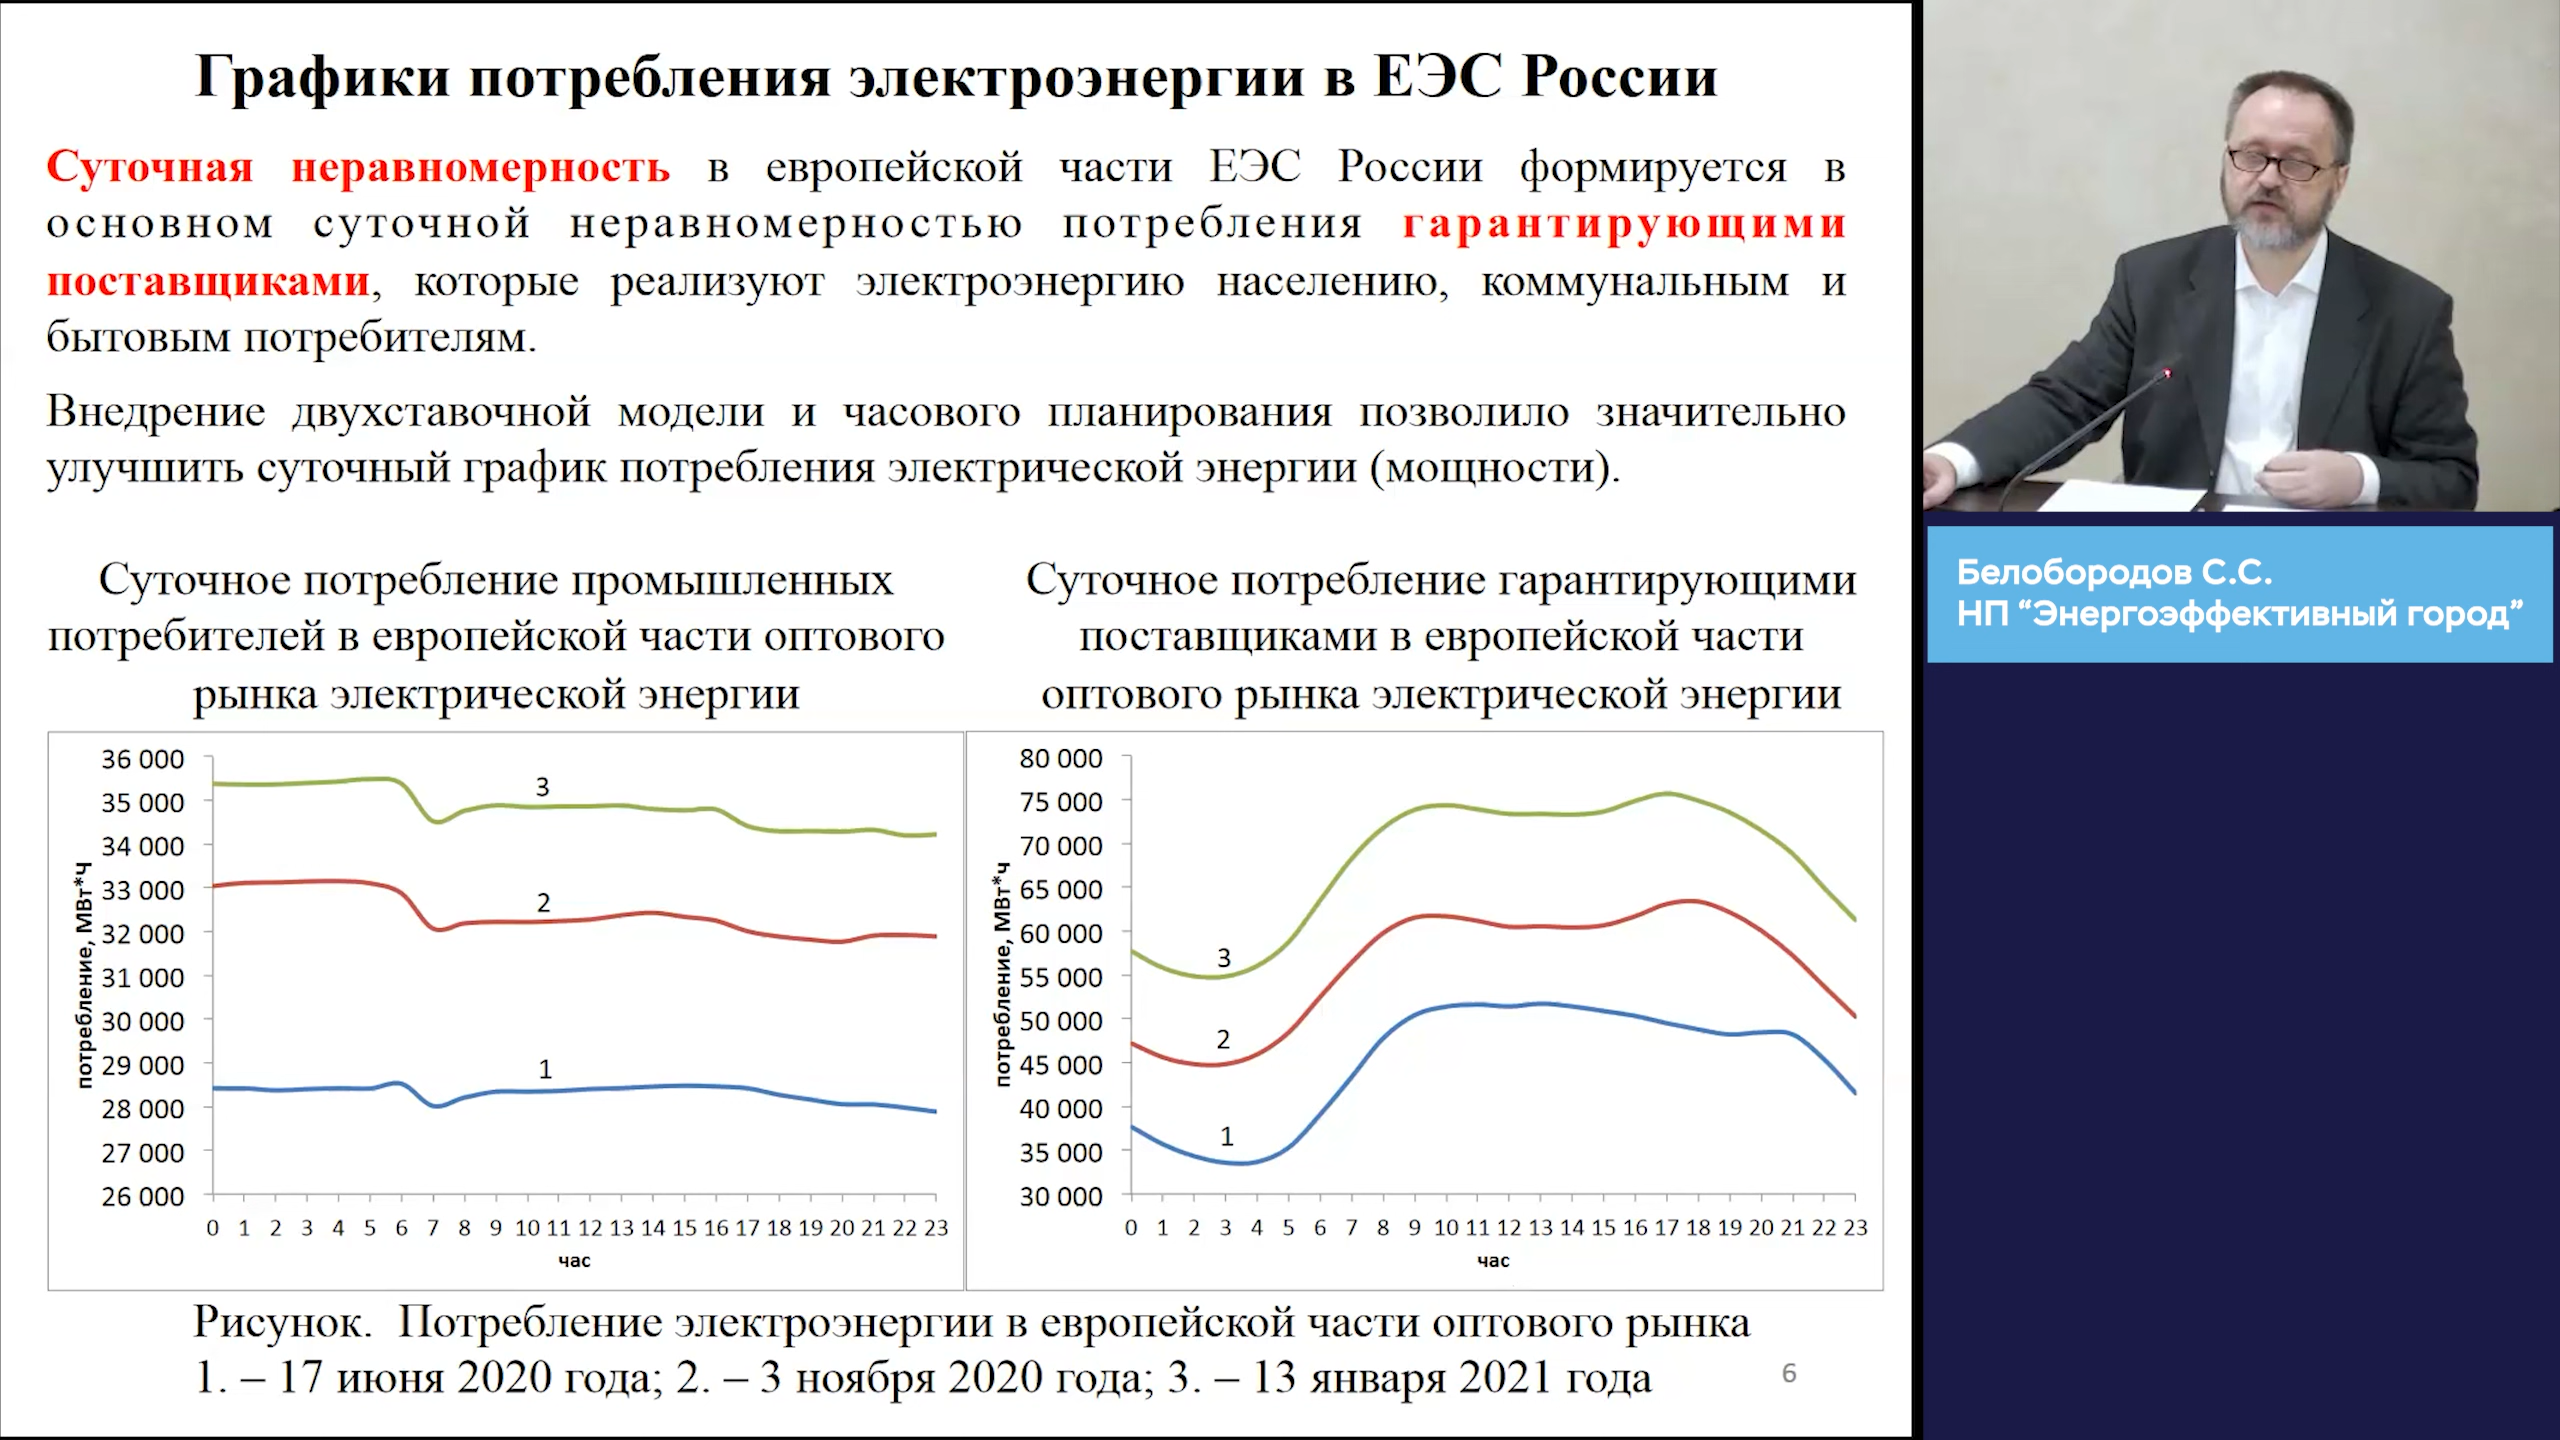 Графики потребления электроэнергии в ЕЭС России
Суточная неравномерность в европейской части ЕЭС России формируется в
основном суточной неравномерностью потребления гарантирующими
поставщиками, которые реализуют электроэнергию населению, коммунальным и
бытовым потребителям.
Внедрение двухставочной модели и часового планирования позволило значительно
улучшить суточный график потребления электрической энергии (мощности).
Суточное потребление промышленных
потребителей в европейской части оптового
рынка электрической энергии
36 000
35 000
34 000
33 000
32 000
31 000
30 000
29 000
28 000
27 000
26 000
потребление, МВт*Ч
3
2
1
0 1 2 3 4 5 6 7 8 9 10 11 12 13 14 15 16 17 18 19 20 21 22 23
час
Суточное потребление гарантирующими
поставщиками в европейской части
оптового рынка электрической энергии
80 000
75 000
70 000
65 000
60 000
55 000
50 000
45 000
40 000
35 000
30 000
потребление, МВт*ч
3
2
1
0 1 2 3 4 5 6 7 8 9 10 11 12 13 14 15 16 17 18 19 20 21 22 23
час
Рисунок. Потребление электроэнергии в европейской части оптового рынка
1. – 17 июня 2020 года; 2. – 3 ноября 2020 года; 3. – 13 января 2021 года
6
Белобородов С.С.
НП “Энергоэффективный город”